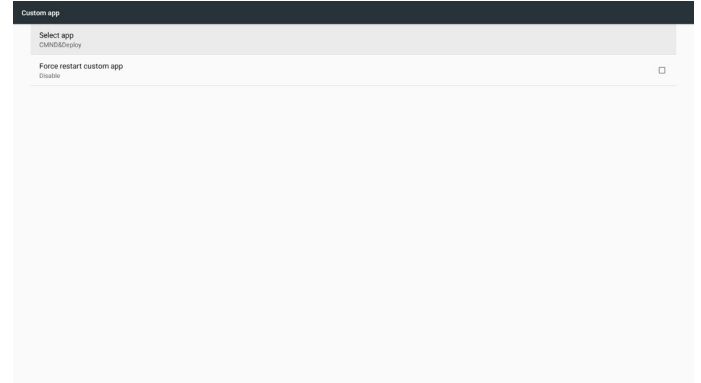 Custom app
Select app
CMND&Deploy
Force restart custom app
Disable